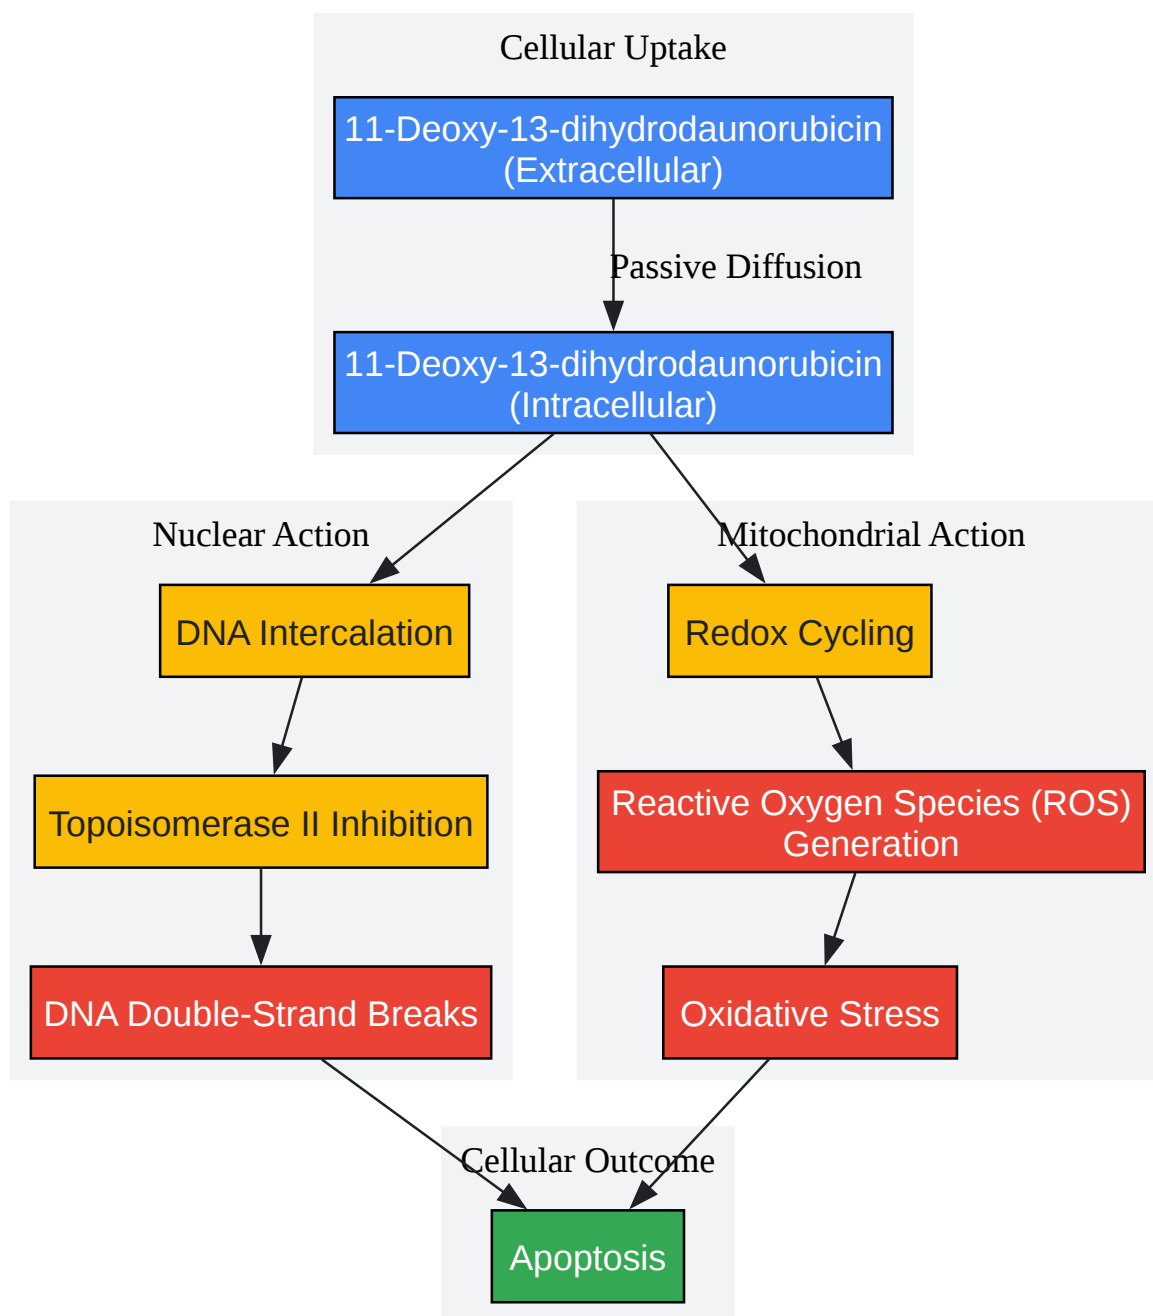 Cellular Uptake
11-Deoxy-13-dihydrodaunorubicin
(Extracellular)
Passive Diffusion
11-Deoxy-13-dihydrodaunorubicin
(Intracellular)
Nuclear Action
DNA Intercalation
Topoisomerase II Inhibition
DNA Double-Strand Breaks
Mitochondrial Action
Redox Cycling
Reactive Oxygen Species (ROS)
Generation
Oxidative Stress
Cellular Outcome
Apoptosis